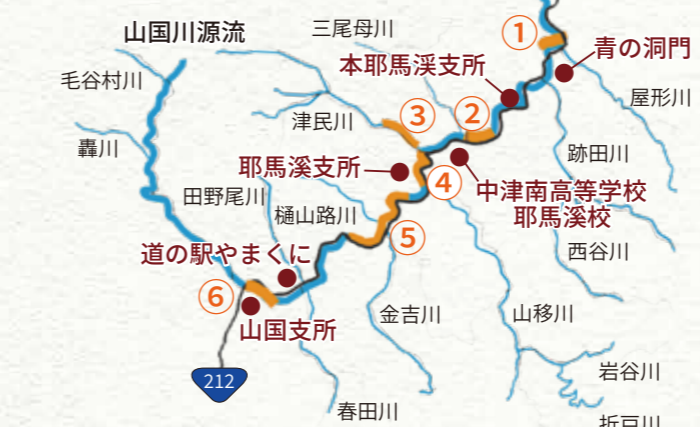 ①
山国川源流
三尾母川
青の洞門
本耶馬渓支所
毛谷村川
屋形川
③
②
津民川
轟川
跡田川
耶馬溪支所
④
中津南高等学校
耶馬溪校
田野尾川
樋山路川
⑤
西谷川
道の駅やまくに
⑥
山国支所
金吉川
山移川
212
岩谷川
春田川
折戸川